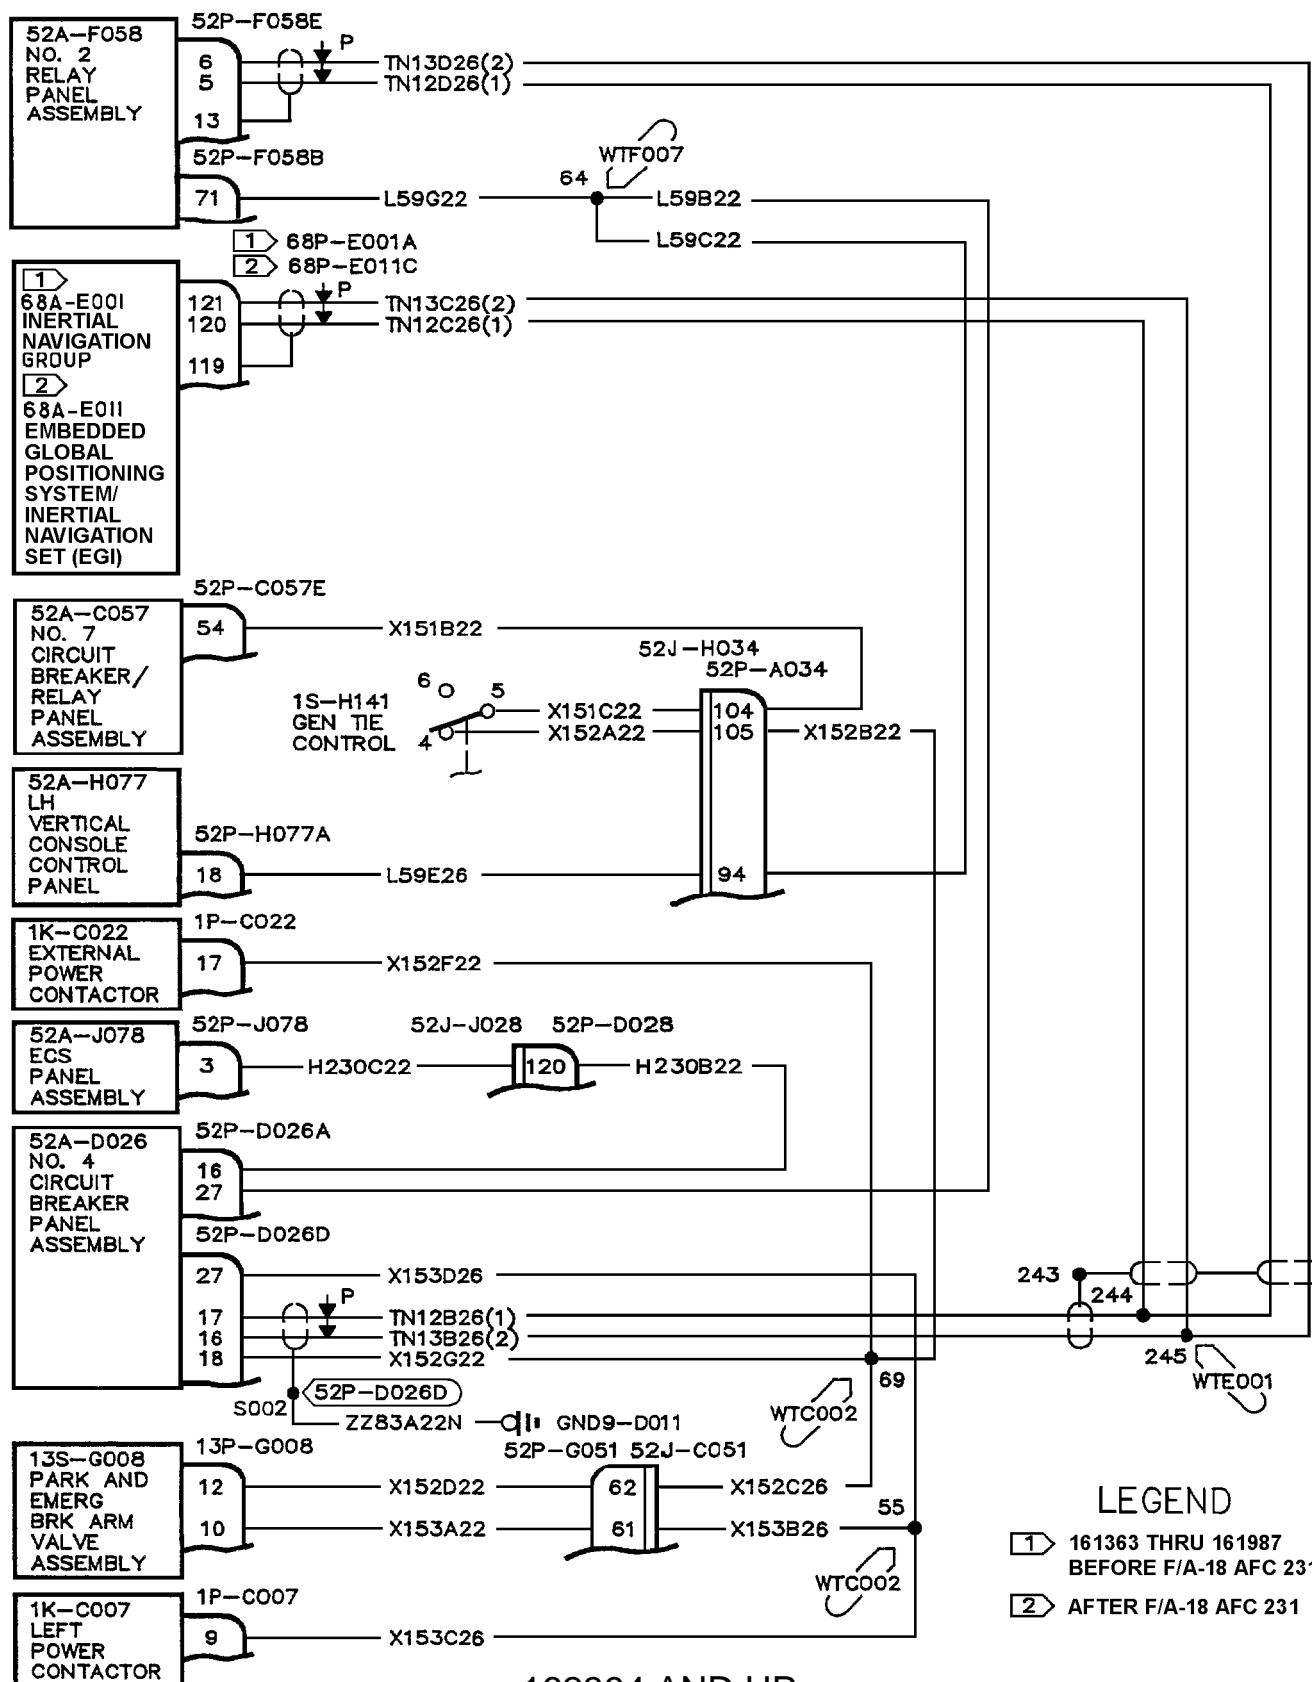 52A-F058
NO. 2
RELAY
PANEL
ASSEMBLY
52P-F058E
6
5
13
P
TN13D26(2)
TN12D26(1)
52P-F058B
71
L59G22
64
WTF007
L59B22
L59C22
1 68P-E001A
2 68P-E011C
1
68A-E001
INERTIAL
NAVIGATION
GROUP
2
68A-E011
EMBEDDED
GLOBAL
POSITIONING
SYSTEM/
INERTIAL
NAVIGATION
SET (EGI)
121
120
119
P
TN13C26(2)
TN12C26(1)
52P-C057E
52A-C057
NO. 7
CIRCUIT
BREAKER/
RELAY
PANEL
ASSEMBLY
54
X151B22
52J-H034
52P-A034
1S-H141
GEN TIE
CONTROL
6
5
4
X151C22
X152A22
104
105
X152B22
52A-H077
LH
VERTICAL
CONSOLE
CONTROL
PANEL
52P-H077A
18
L59E26
94
1K-C022
EXTERNAL
POWER
CONTACTOR
1P-C022
17
X152F22
52A-J078
ECS
PANEL
ASSEMBLY
52P-J078
3
H230C22
52J-J028 52P-D028
120
H230B22
52A-D026
NO. 4
CIRCUIT
BREAKER
PANEL
ASSEMBLY
52P-D026A
16
27
52P-D026D
27
17
16
18
X153D26
P
TN12B26(1)
TN13B26(2)
X152G22
243
244
245
WTE001
69
WTC002
S002
52P-D026D
ZZ83A22N
GND9-D011
13S-G008
PARK AND
EMERG
BRK ARM
VALVE
ASSEMBLY
13P-G008
12
10
X152D22
X153A22
52P-G051 52J-C051
62
61
X152C26
X153B26
55
WTC002
1K-C007
LEFT
POWER
CONTACTOR
1P-C007
9
X153C26
LEGEND
1 161363 THRU 161987
BEFORE F/A-18 AFC 231
2 AFTER F/A-18 AFC 231
AND UP